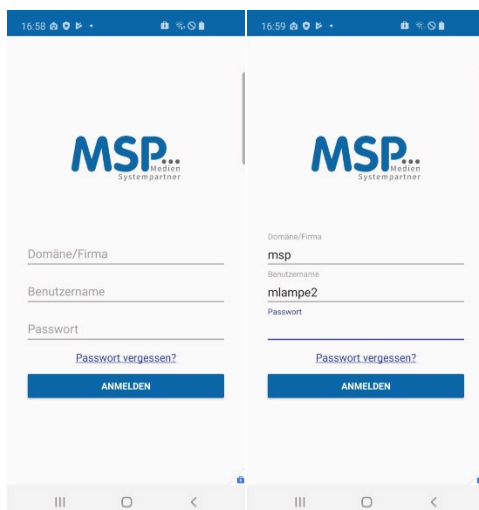 16:58
MSP...
Medien
Systempartner
Domäne/Firma
Benutzername
Passwort
Passwort vergessen?
ANMELDEN
16:59
MSP...
Medien
Systempartner
Domäne/Firma
msp
Benutzername
mlampe2
Passwort
Passwort vergessen?
ANMELDEN